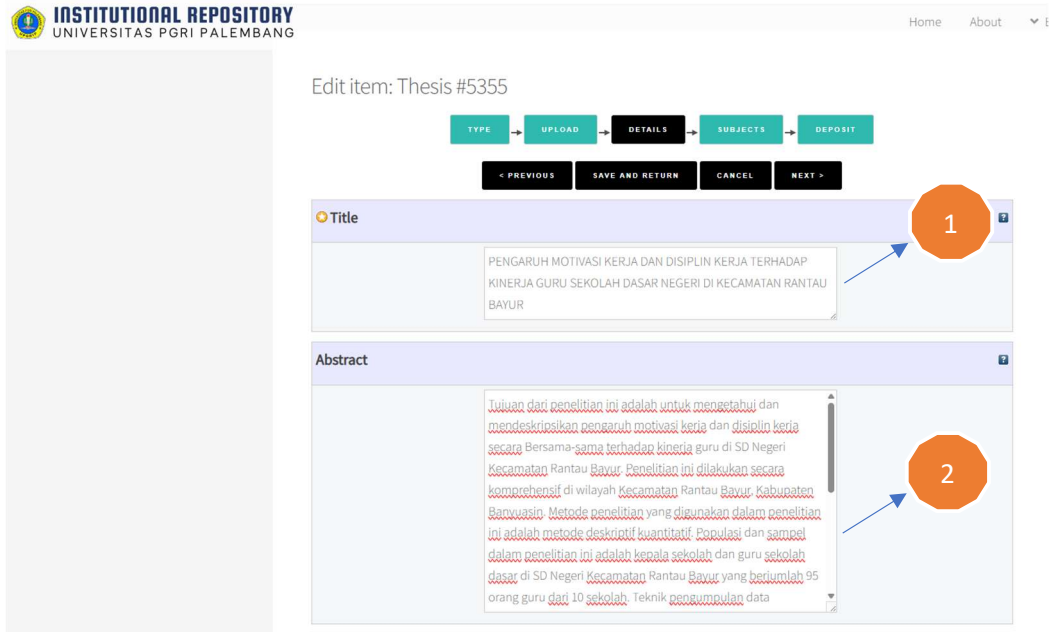 INSTITUTIONAL REPOSITORY
UNIVERSITAS PGRI PALEMBANG
Home About
Edit item: Thesis #5355
TYPE UPLOAD DETAILS SUBJECTS DEPOSIT
< PREVIOUS SAVE AND RETURN CANCEL NEXT >
Title
1
PENGARUH MOTIVASI KERJA DAN DISIPLIN KERJA TERHADAP
KINERJA GURU SEKOLAH DASAR NEGERI DI KECAMATAN RANTAU
BAYUR
Abstract
Tujuan dari penelitian ini adalah untuk mengetahui dan
mendeskripsikan pengaruh motivasi kerja dan disiplin kerja
secara Bersama-sama terhadap kinerja guru di SD Negeri
Kecamatan Rantau Bayur. Penelitian ini dilakukan secara
komprehensif di wilayah Kecamatan Rantau Bayur, Kabupaten
Banyuasin. Metode penelitian yang digunakan dalam penelitian
ini adalah metode deskriptif kuantitatif. Populasi dan sampel
dalam penelitian ini adalah kepala sekolah dan guru sekolah
dasar di SD Negeri Kecamatan Rantau Bayur yang berjumlah 95
orang guru dari 10 sekolah. Teknik pengumpulan data
2